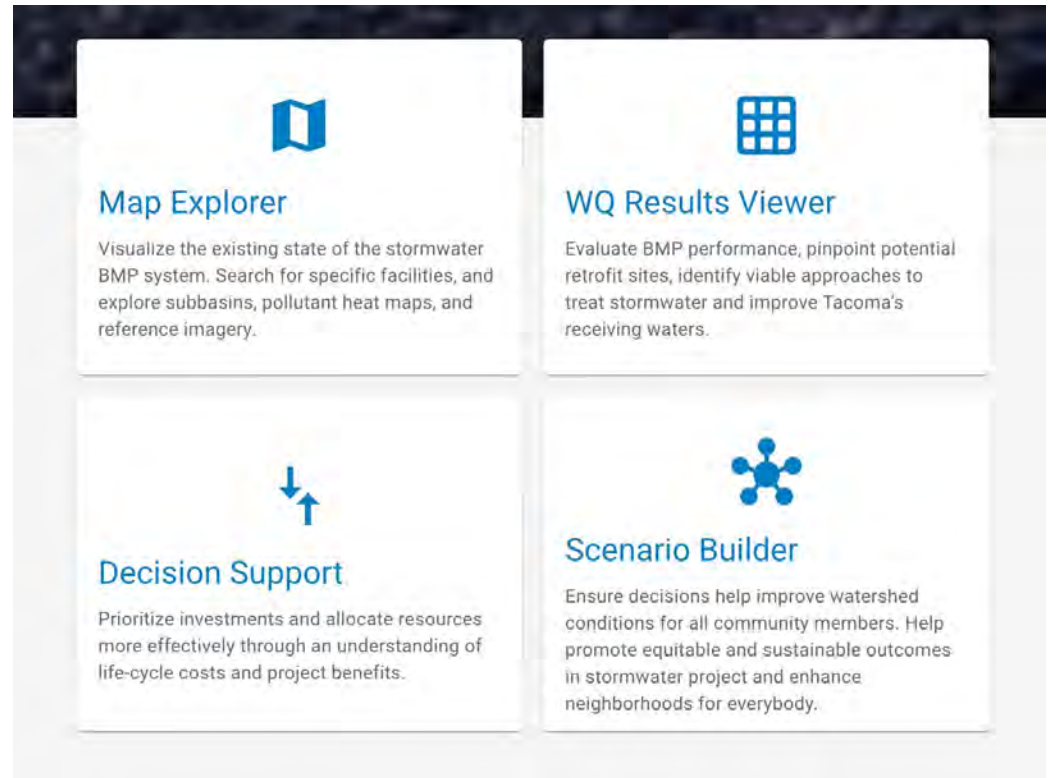 Map Explorer
Visualize the existing state of the stormwater
BMP system. Search for specific facilities, and
explore subbasins, pollutant heat maps, and
reference imagery.
WQ Results Viewer
Evaluate BMP performance, pinpoint potential
retrofit sites, identify viable approaches to
treat stormwater and improve Tacoma's
receiving waters.
Decision Support
Prioritize investments and allocate resources
more effectively through an understanding of
life-cycle costs and project benefits.
Scenario Builder
Ensure decisions help improve watershed
conditions for all community members. Help
promote equitable and sustainable outcomes
in stormwater project and enhance
neighborhoods for everybody.